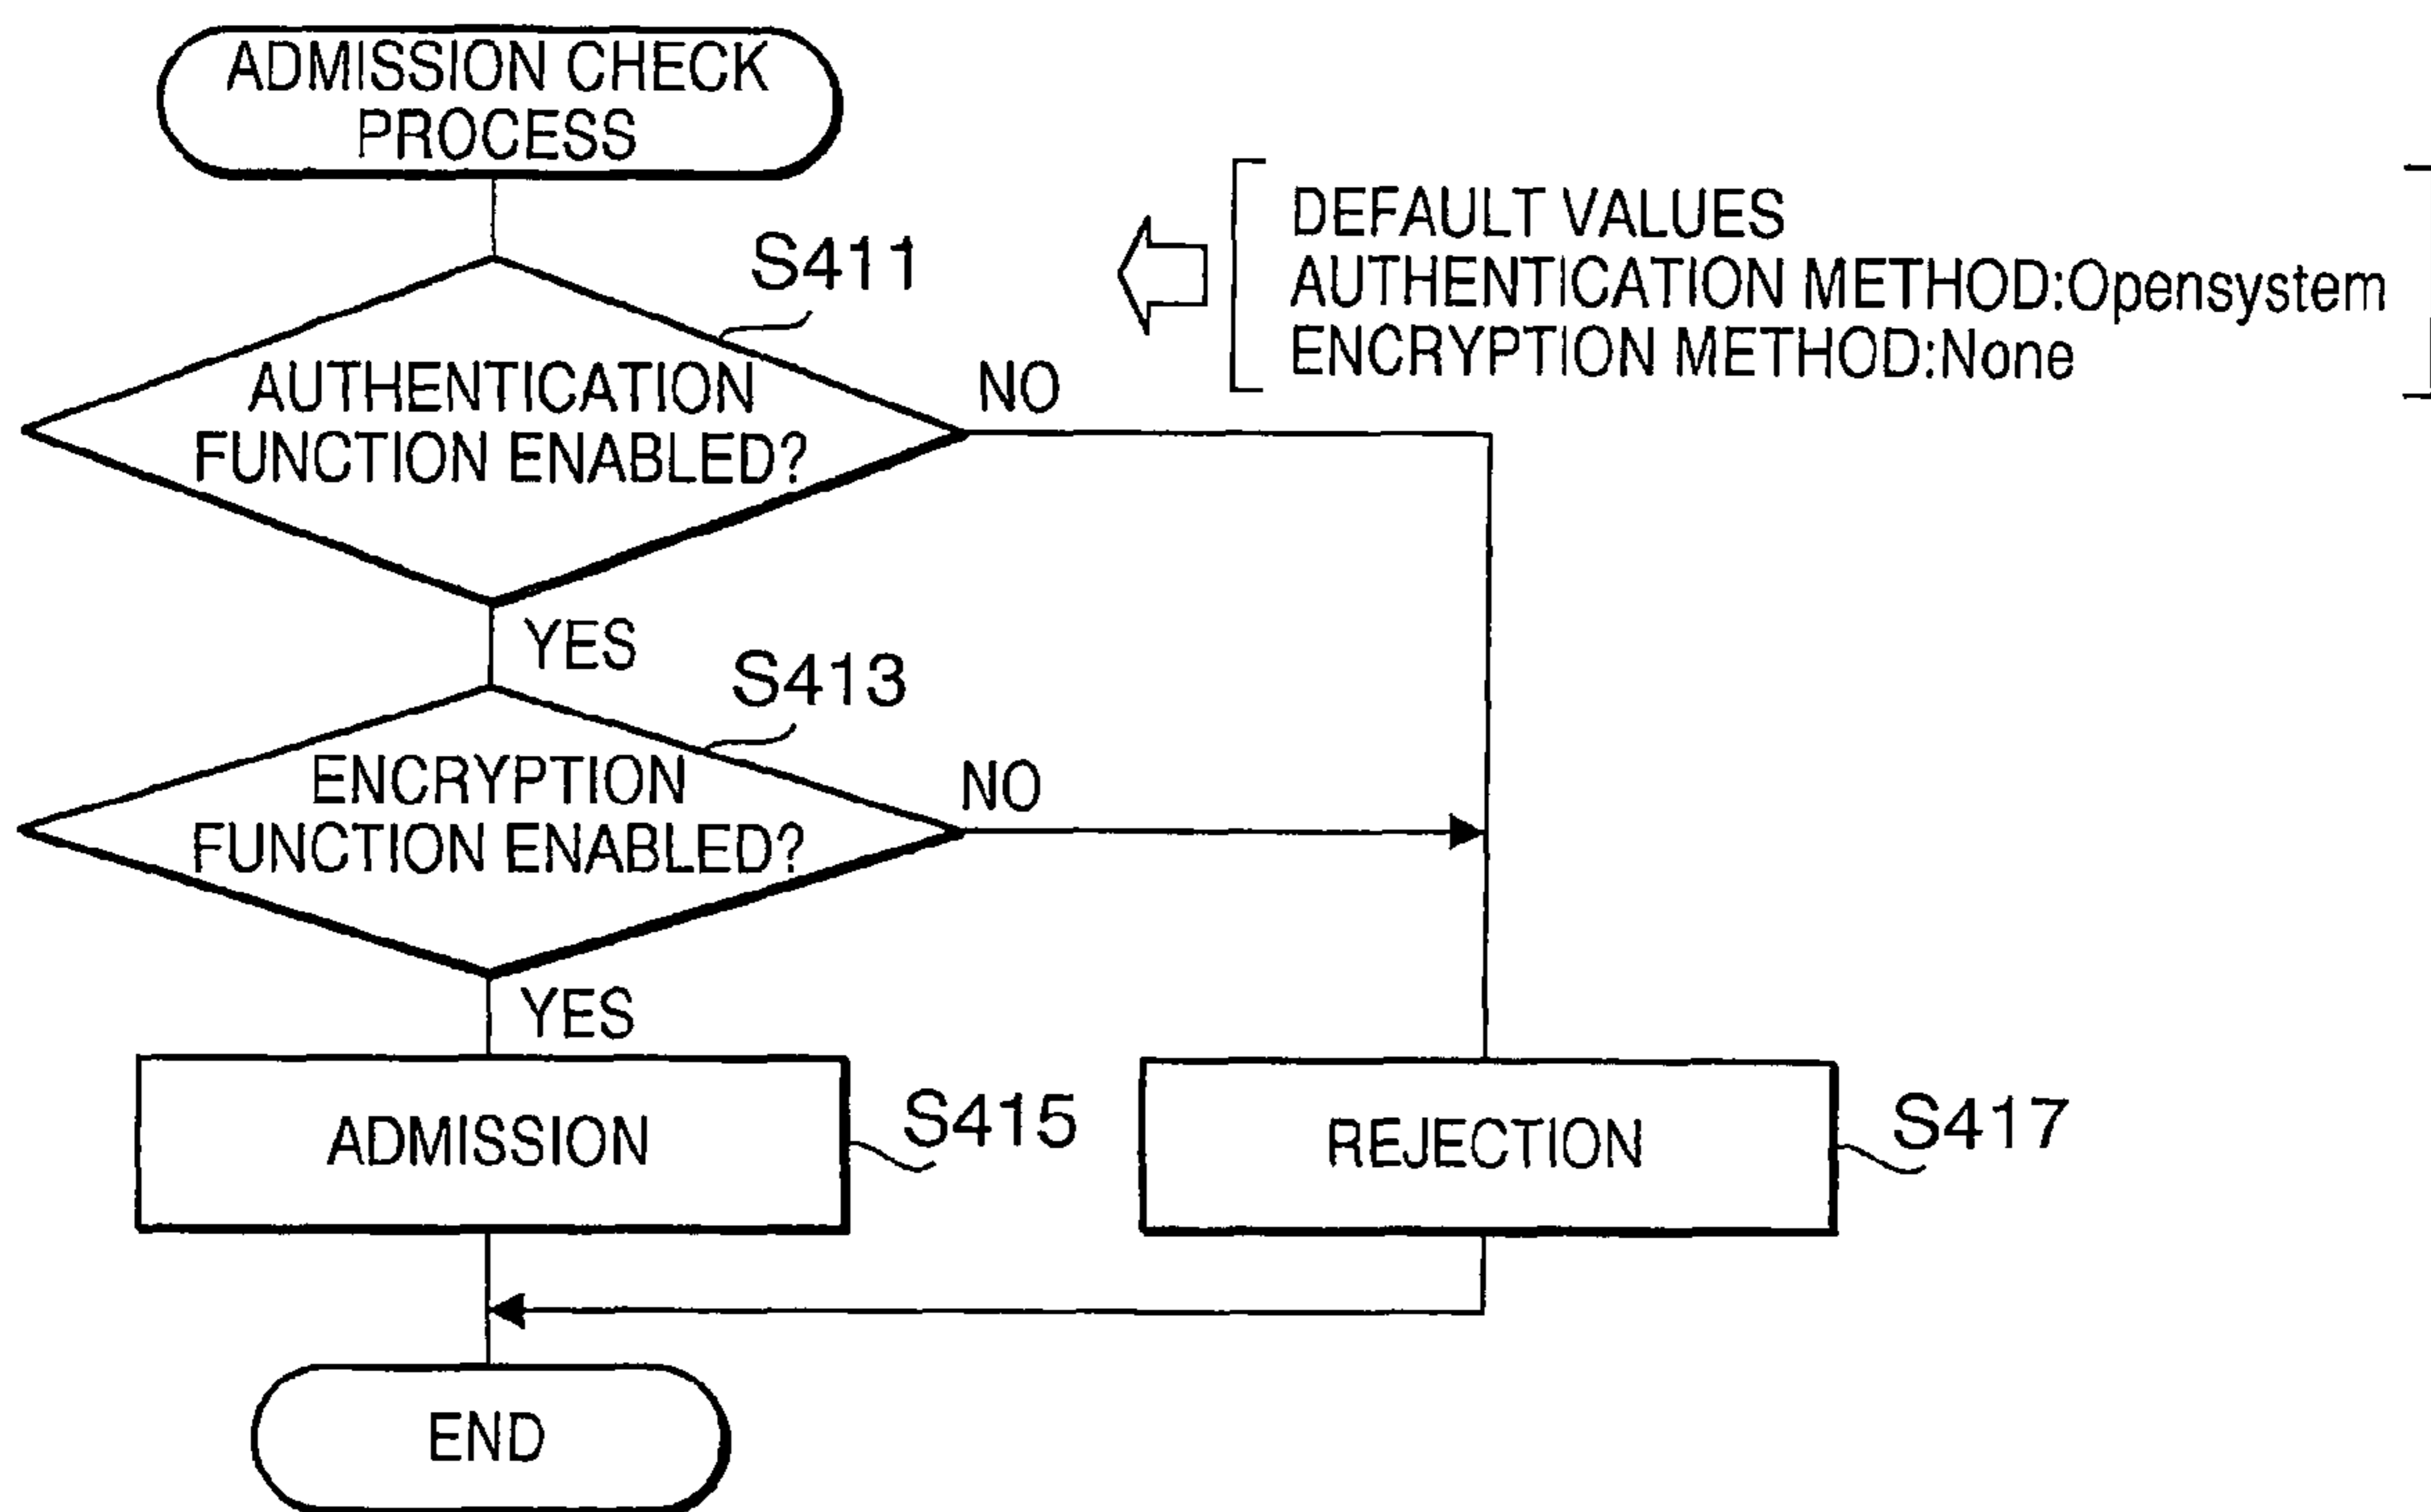 ADMISSION CHECK
PROCESS
S411
DEFAULT VALUES
AUTHENTICATION METHOD:Opensystem
ENCRYPTION METHOD:None
AUTHENTICATION
FUNCTION ENABLED?
NO
YES
S413
ENCRYPTION
FUNCTION ENABLED?
NO
YES
ADMISSION
S415
REJECTION
S417
END